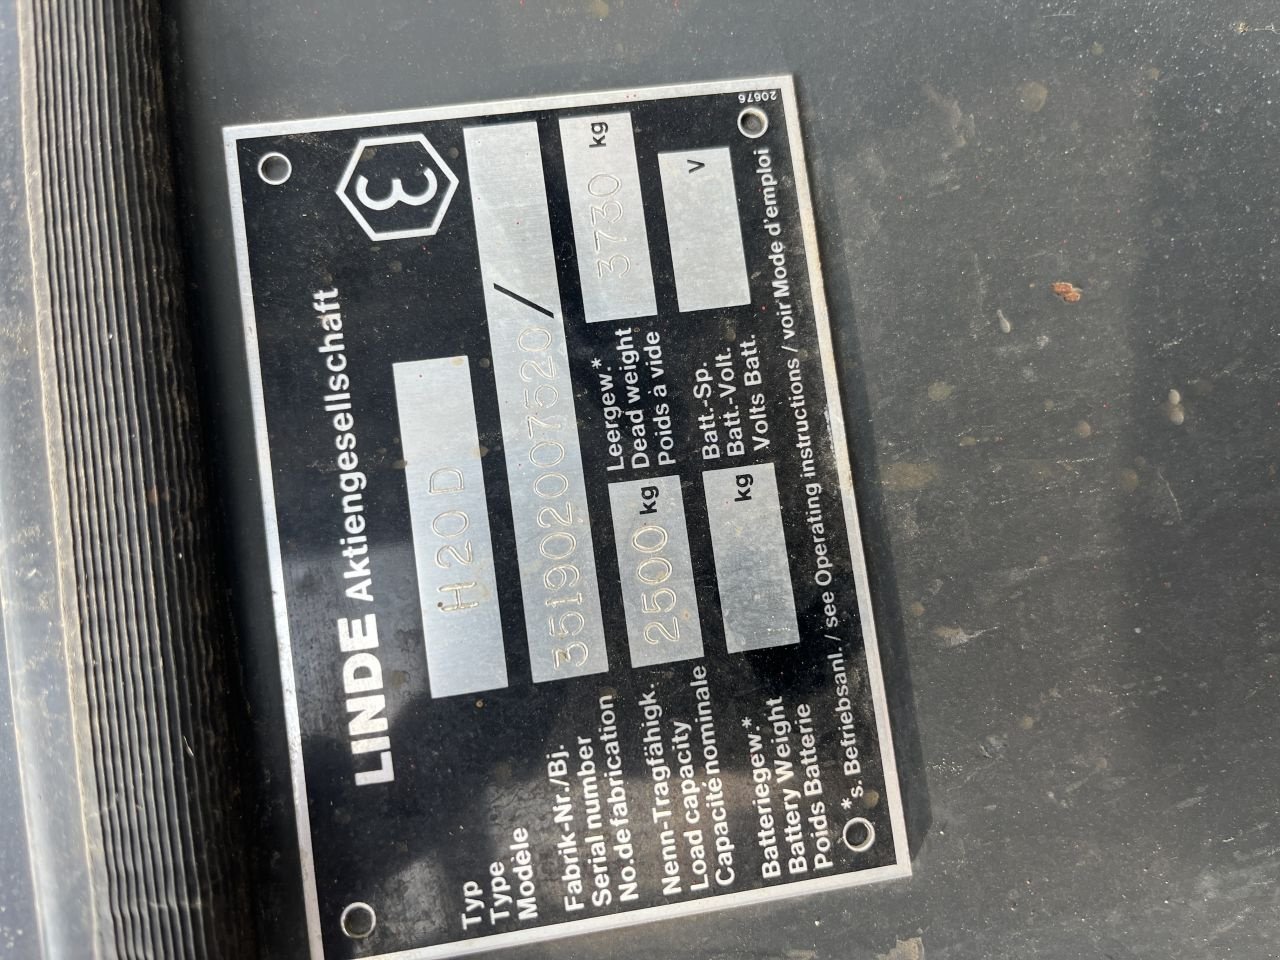 LINDE Aktiengesellschaft
Typ
Type
Modèle
H20D
Fabrik-Nr./Bj.
Serial number
No.de fabrication
351902007520/
Nenn-Tragfähigk.
Load capacity
Capacité nominale
2500 kg
Leergew.*
Dead weight
Poids à vide
3730 kg
Batteriegew.*
Battery Weight
Poids Batterie
kg
Batt.-Sp.
Batt.-Volt.
Volts Batt.
V
*s. Betriebsanl. / see Operating instructions / voir Mode d'emploi
20676